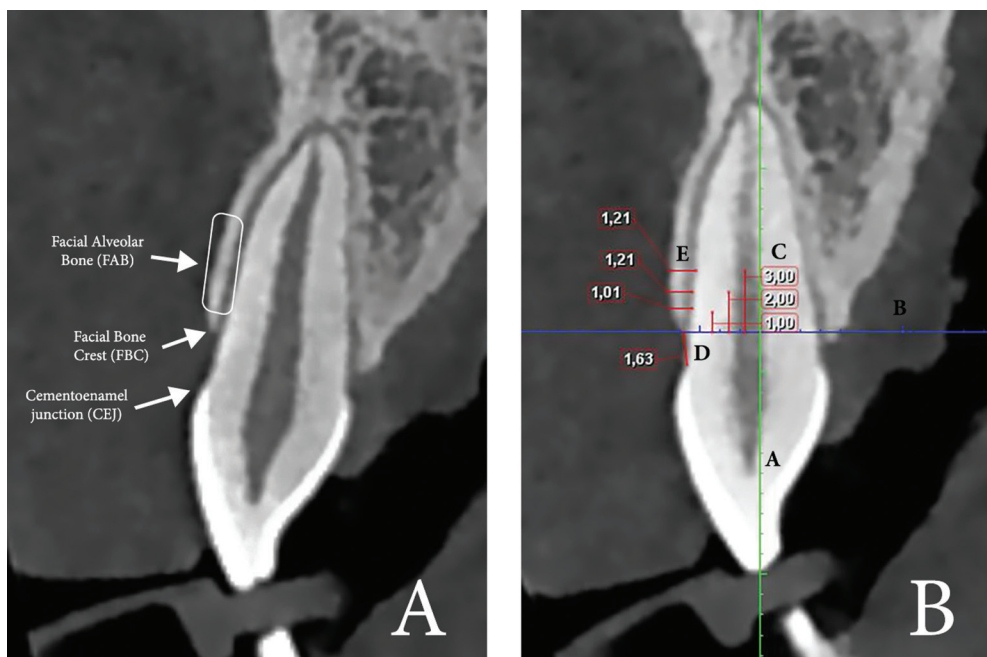 Facial Alveolar
Bone (FAB)
Facial Bone
Crest (FBC)
Cementoenamel
junction (CEJ)
A
1,21
E
C
1,21
3,00
1,01
2,00
B
1,00
D
1,63
A
B